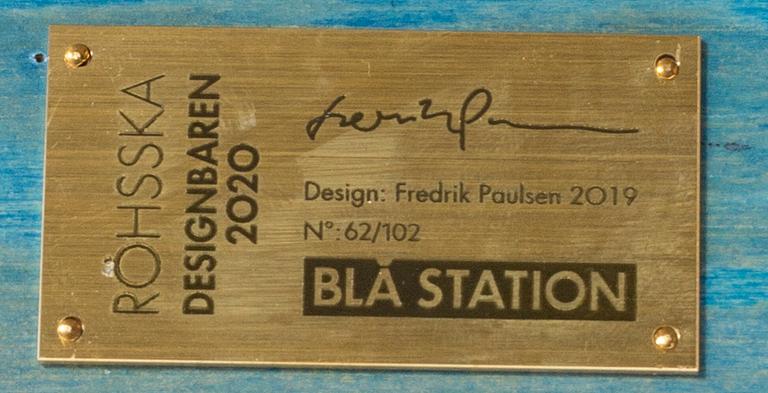 RÖHSSKA
DESIGNBAREN
2020
Design: Fredrik Paulsen 2019
N°:62/102
BLÅ STATION